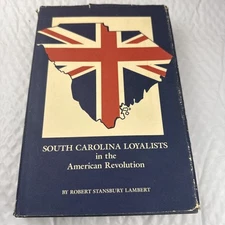 SOUTH CAROLINA LOYALISTS
in the
American Revolution
BY ROBERT STANSBURY LAMBERT